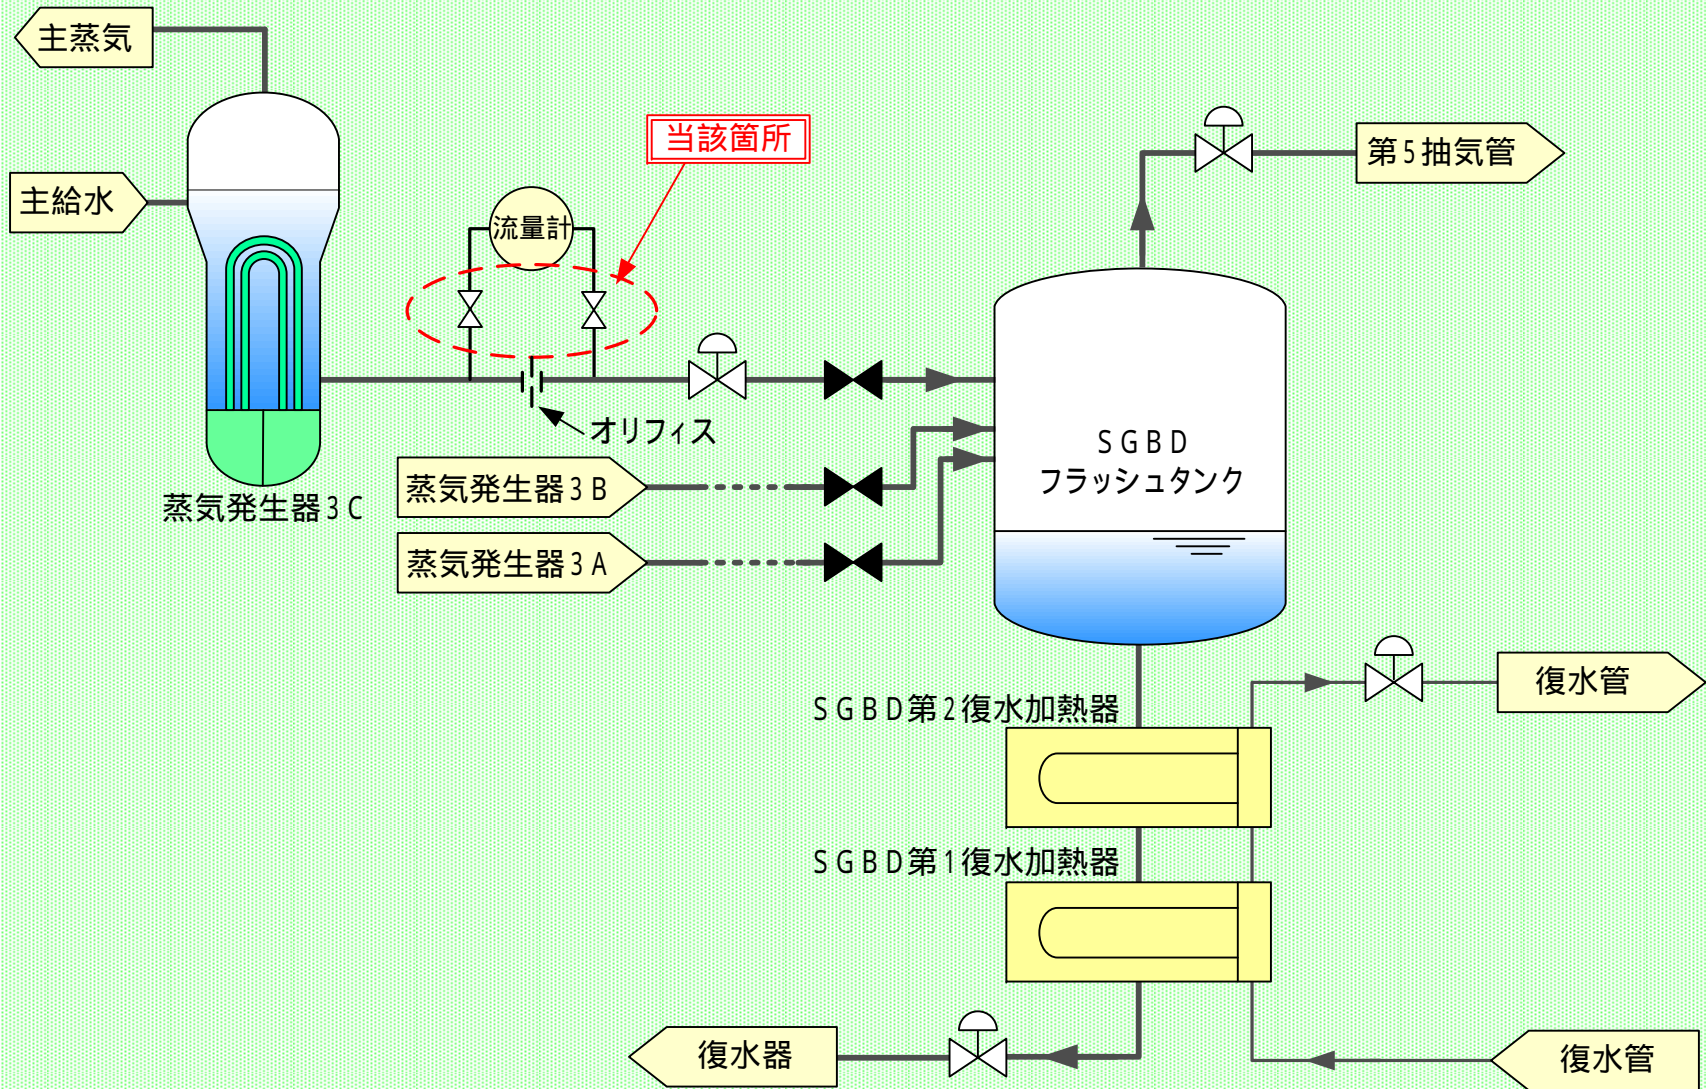 主蒸気
当該箇所
第5抽気管
主給水
流量計
オリフィス
SGBD
フラッシュタンク
蒸気発生器3B
蒸気発生器3C
蒸気発生器3A
復水管
SGBD第2復水加熱器
SGBD第1復水加熱器
復水器
復水管